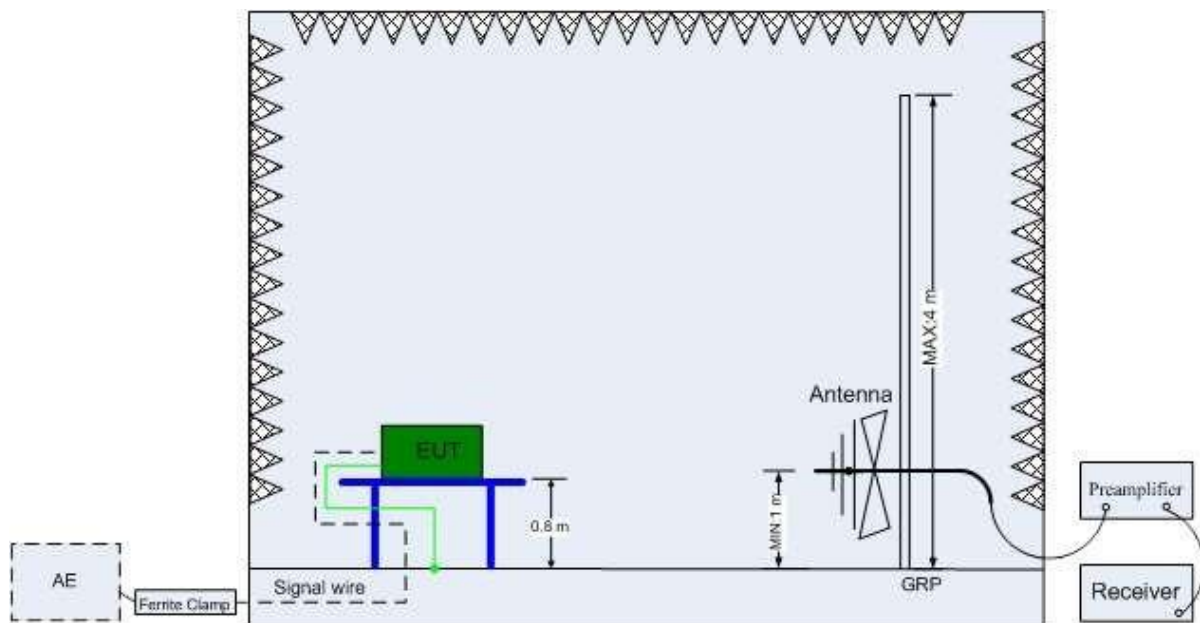 MAX:4 m
Antenna
EUT
MIN:1 m
0.8 m
Preamplifier
AE
Signal wire
GRP
Receiver
Ferrite Clamp